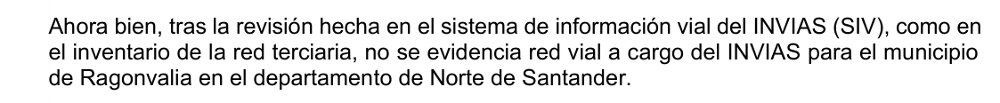 Ahora bien, tras la revisión hecha en el sistema de información vial del INVIAS (SIV), como en
el inventario de la red terciaria, no se evidencia red vial a cargo del INVIAS para el municipio
de Ragonvalia en el departamento de Norte de Santander.